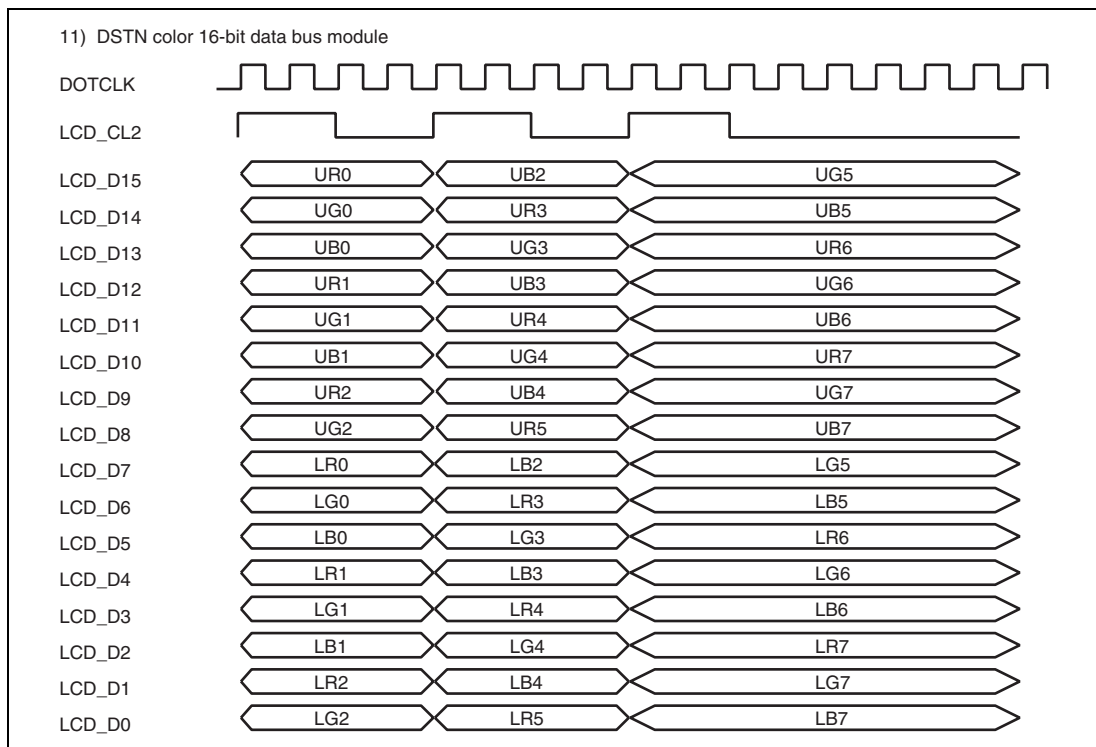 11) DSTN color 16-bit data bus module
DOTCLK
LCD_CL2
LCD_D15 UR0 UB2 UG5
LCD_D14 UG0 UR3 UB5
LCD_D13 UB0 UG3 UR6
LCD_D12 UR1 UB3 UG6
LCD_D11 UG1 UR4 UB6
LCD_D10 UB1 UG4 UR7
LCD_D9 UR2 UB4 UG7
LCD_D8 UG2 UR5 UB7
LCD_D7 LR0 LB2 LG5
LCD_D6 LG0 LR3 LB5
LCD_D5 LB0 LG3 LR6
LCD_D4 LR1 LB3 LG6
LCD_D3 LG1 LR4 LB6
LCD_D2 LB1 LG4 LR7
LCD_D1 LR2 LB4 LG7
LCD_D0 LG2 LR5 LB7